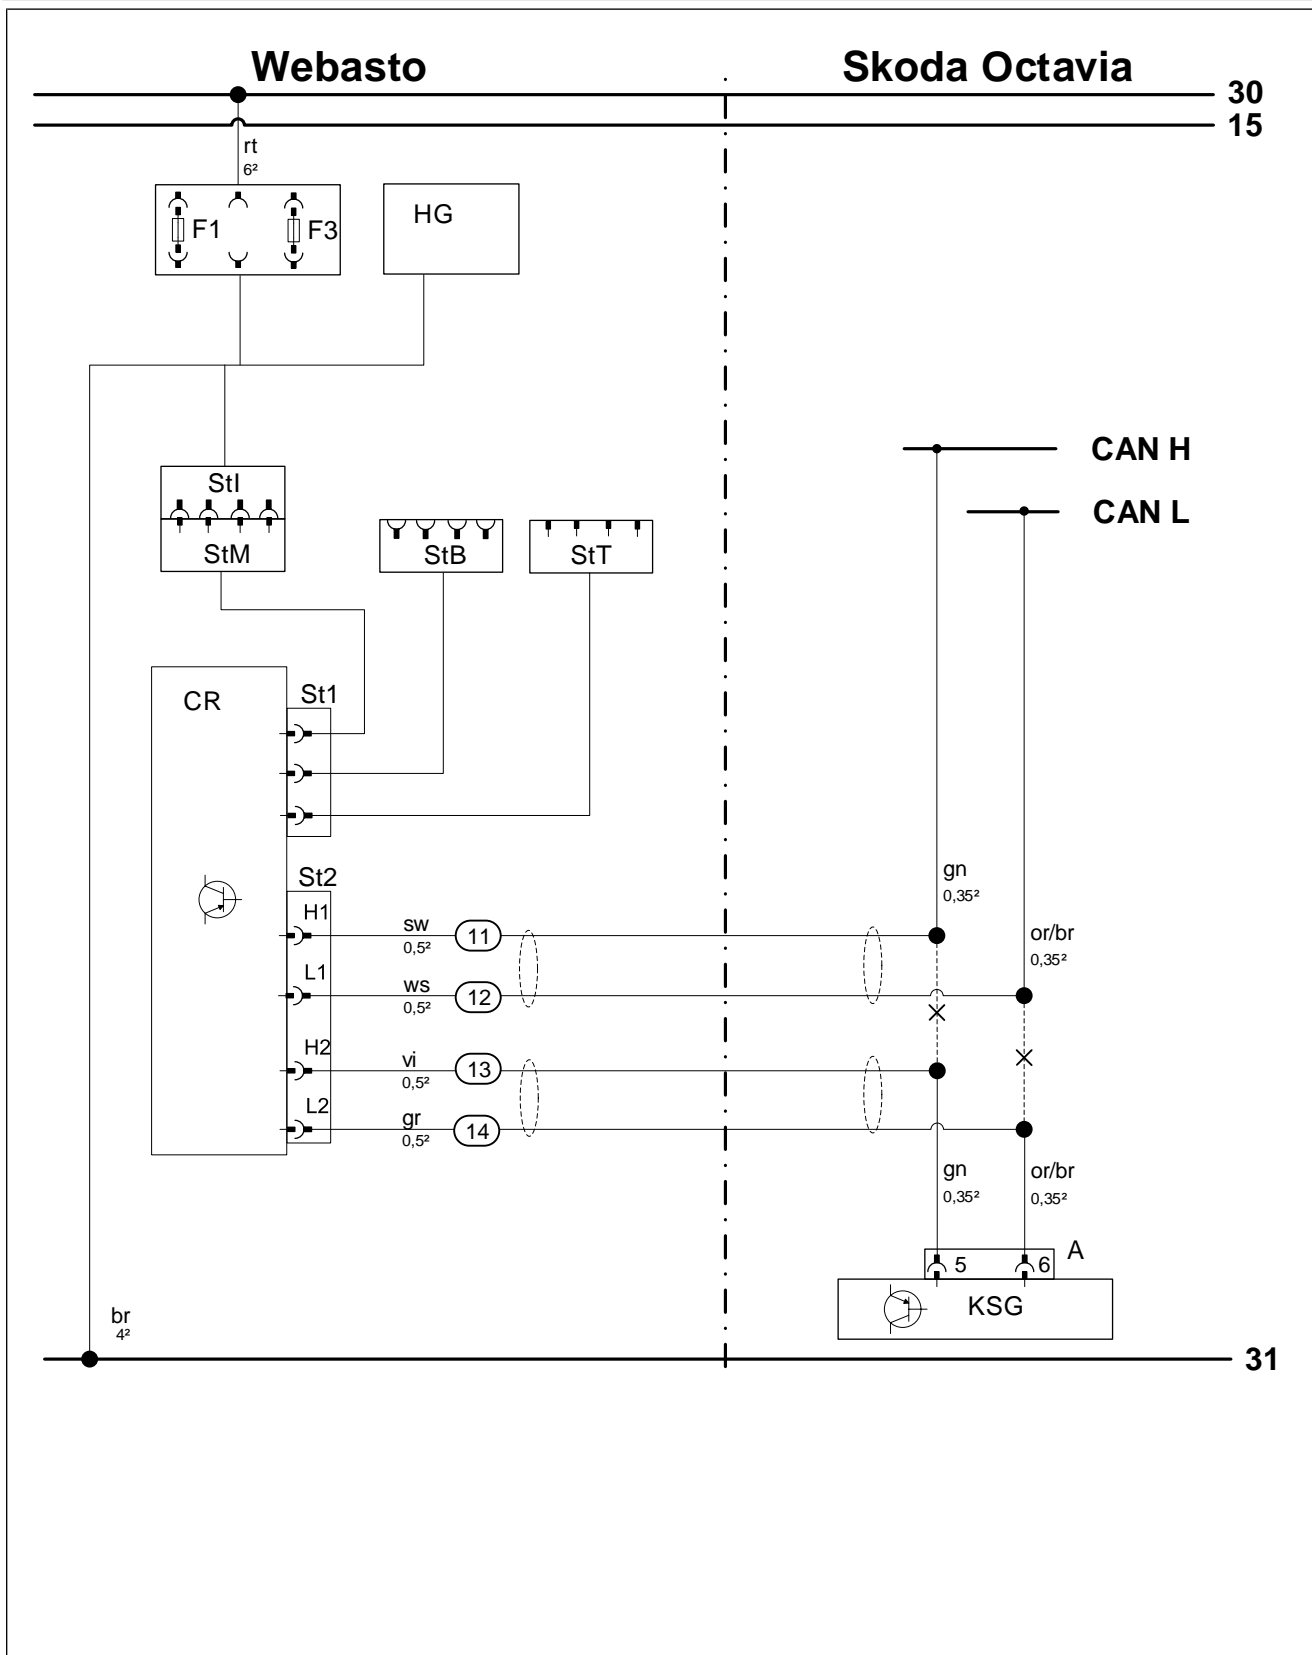 Webasto
Skoda Octavia
30
15
rt
6²
F1
F3
HG
CAN H
StI
CAN L
StM
StB
StT
CR
St1
St2
H1
sw
0,5²
11
gn
0,35²
or/br
0,35²
L1
ws
0,5²
12
H2
vi
0,5²
13
L2
gr
0,5²
14
gn
0,35²
or/br
0,35²
A
5
6
KSG
br
4²
31